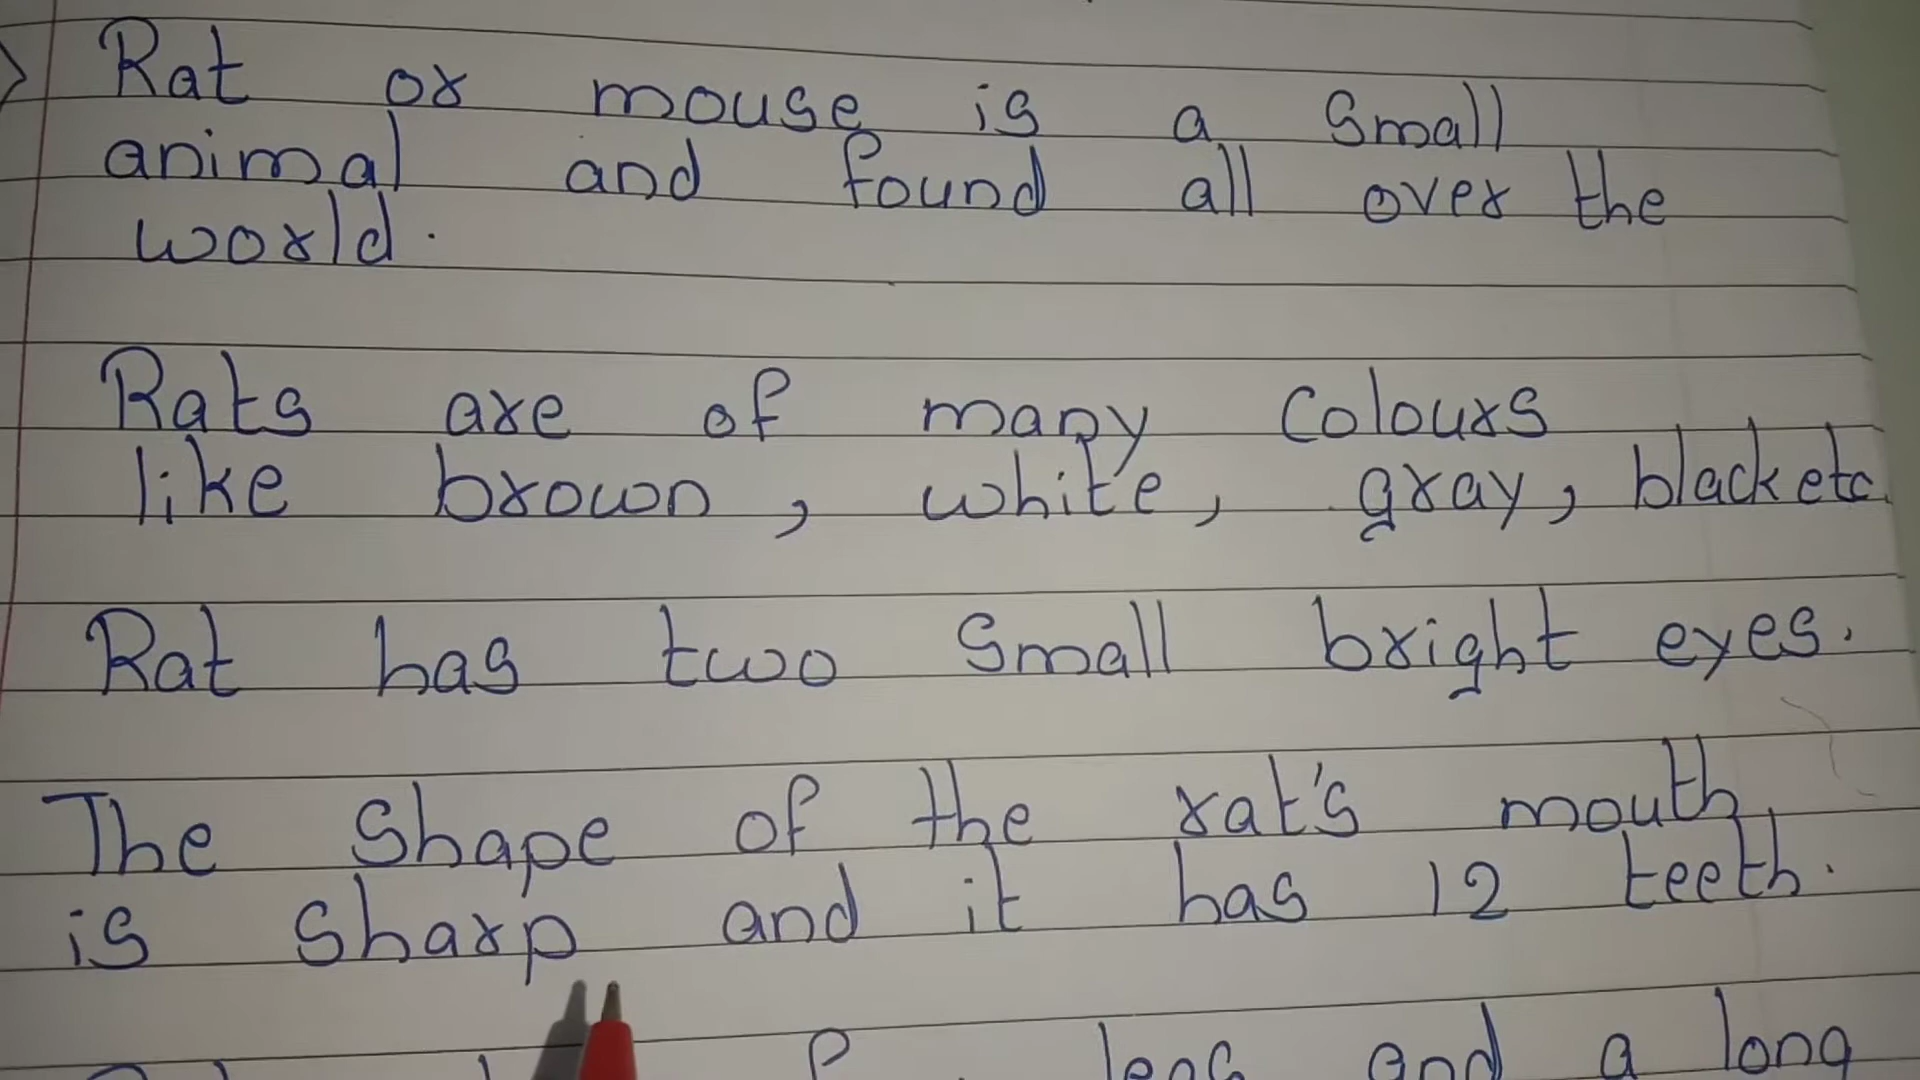 Rat or mouse is a small
animal and found all over the
world.
Rats are of many colours
like brown, white, gray, black etc.
Rat has two small bright eyes.
The shape of the rat's mouth
is sharp and it has 12 teeth.
legs and a long